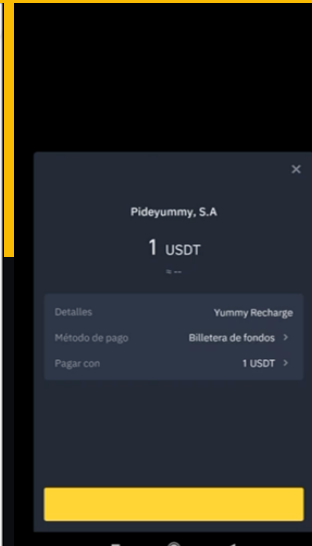 Pideyummy, S.A
1 USDT
≈ --
Detalles Yummy Recharge
Método de pago Billetera de fondos >
Pagar con 1 USDT >